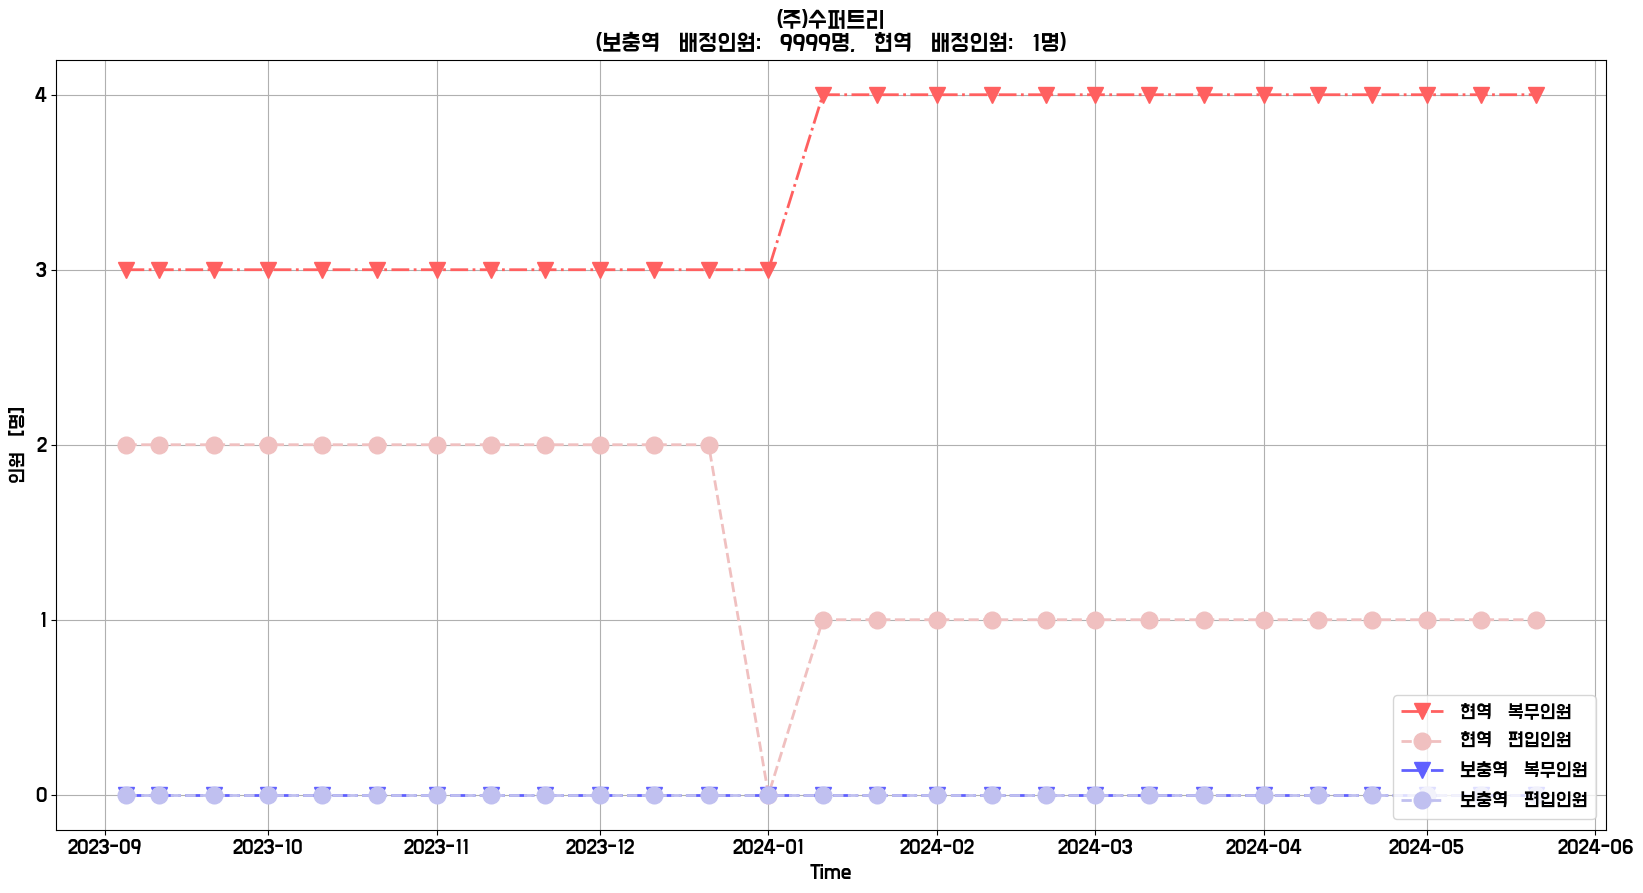 (주)수퍼트리
(보충역 배정인원: 9999명, 현역 배정인원: 1명)
인원 [명]
4
3
2
1
0
현역 복무인원
현역 편입인원
보충역 복무인원
보충역 편입인원
2023-09 2023-10 2023-11 2023-12 2024-01 2024-02 2024-03 2024-04 2024-05 2024-06
Time